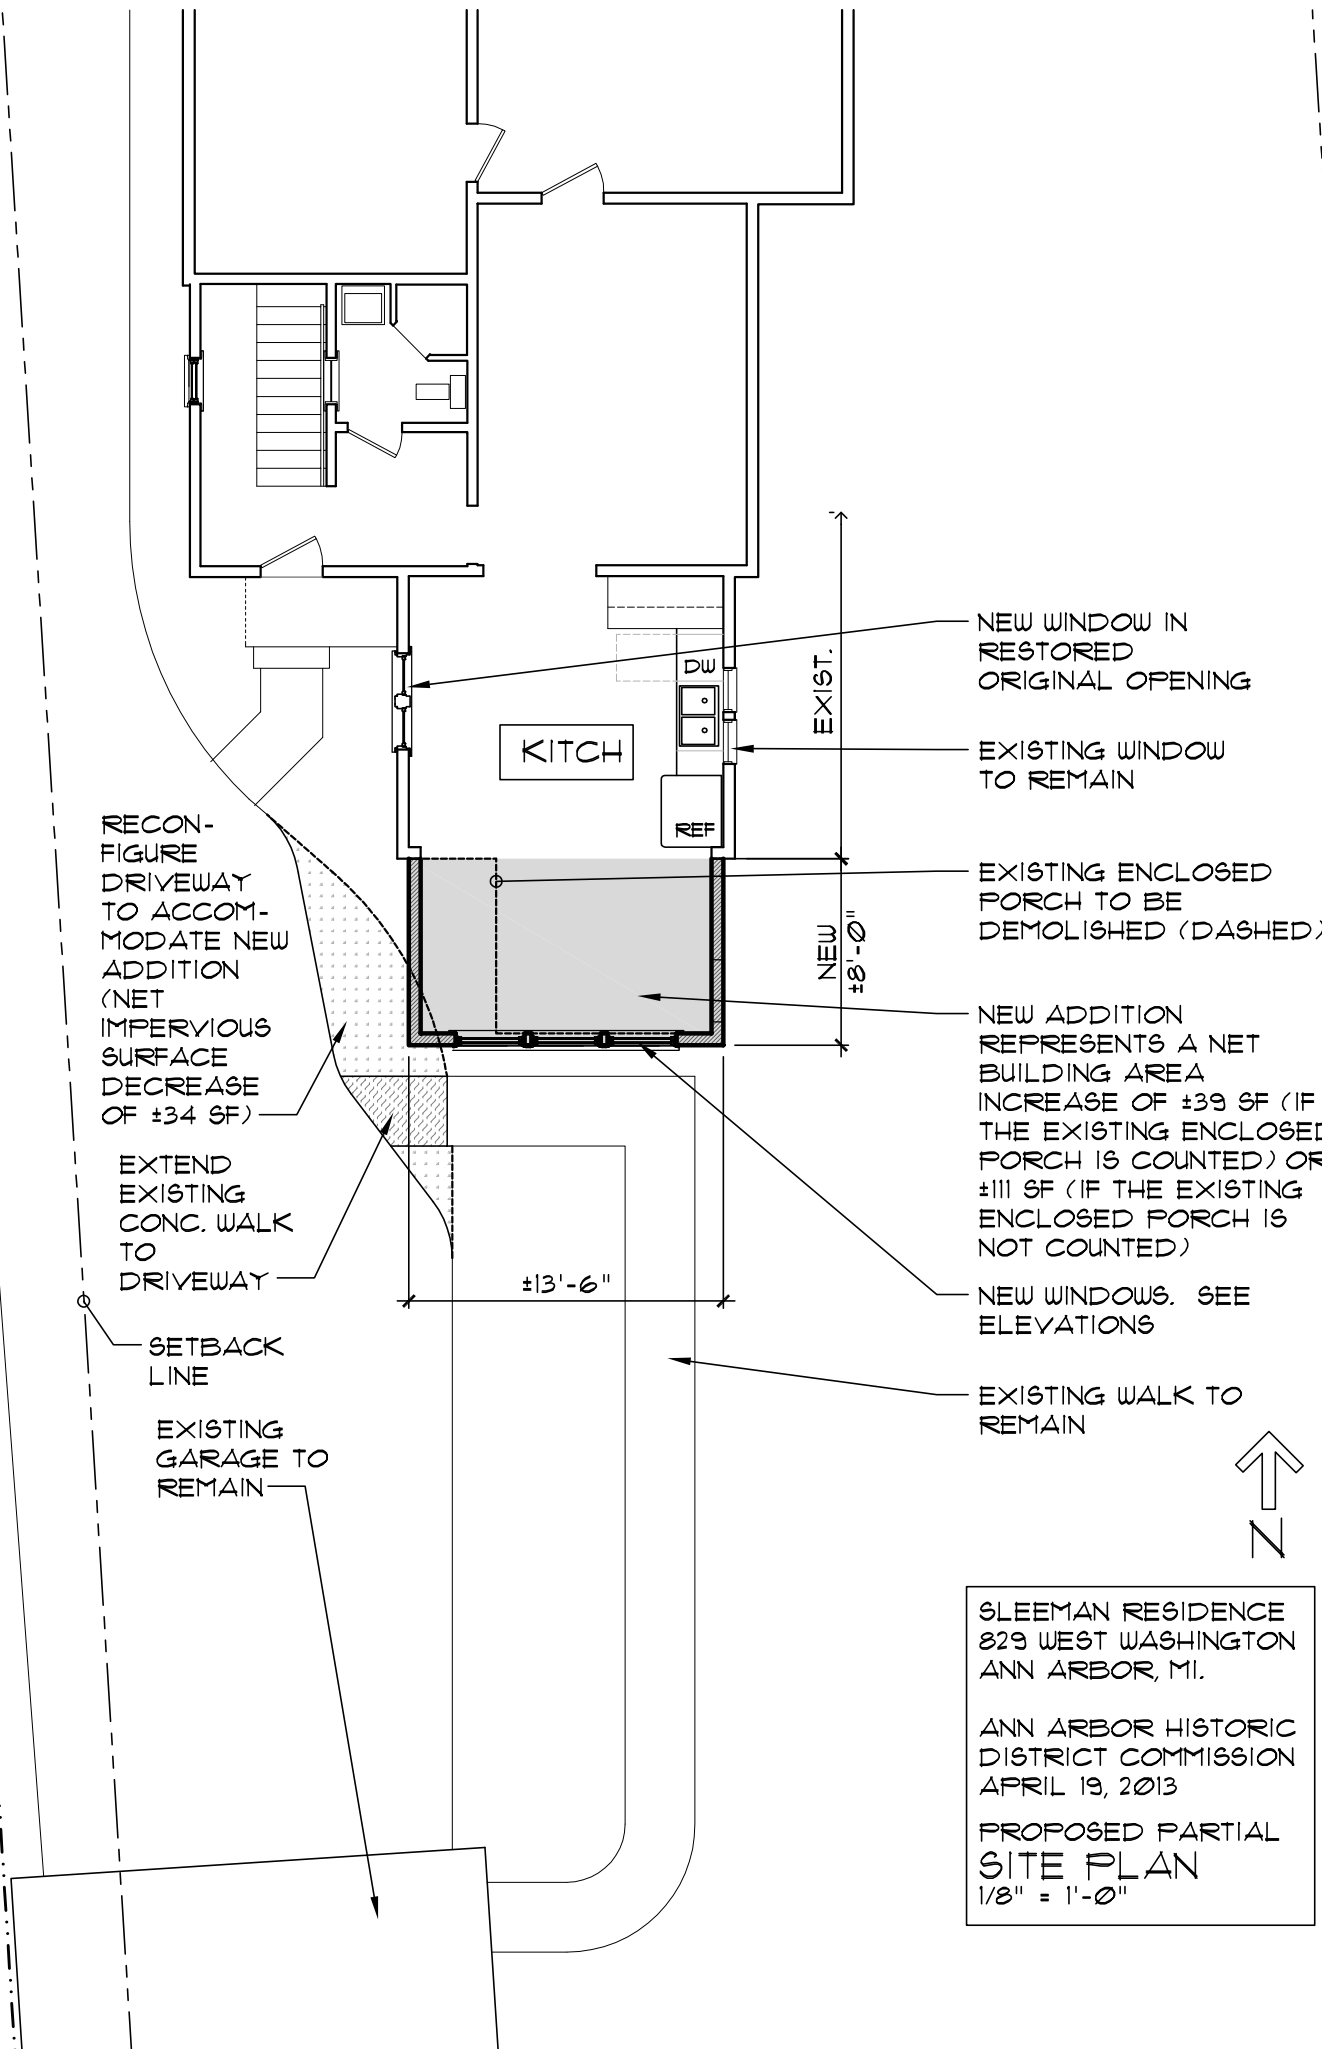 NEW WINDOW IN
RESTORED
ORIGINAL OPENING
EXIST.
DW
KITCH
EXISTING WINDOW
TO REMAIN
REF
RECON-
FIGURE
DRIVEWAY
TO ACCOM-
MODATE NEW
ADDITION
(NET
IMPERVIOUS
SURFACE
DECREASE
OF ±34 SF)
EXISTING ENCLOSED
PORCH TO BE
DEMOLISHED (DASHED)
NEW
±8'-0"
NEW ADDITION
REPRESENTS A NET
BUILDING AREA
INCREASE OF ±39 SF (IF
THE EXISTING ENCLOSED
PORCH IS COUNTED) OR
±111 SF (IF THE EXISTING
ENCLOSED PORCH IS
NOT COUNTED)
EXTEND
EXISTING
CONC. WALK
TO
DRIVEWAY
±13'-6"
NEW WINDOWS. SEE
ELEVATIONS
SETBACK
LINE
EXISTING WALK TO
REMAIN
EXISTING
GARAGE TO
REMAIN
N
SLEEMAN RESIDENCE
829 WEST WASHINGTON
ANN ARBOR, MI.
ANN ARBOR HISTORIC
DISTRICT COMMISSION
APRIL 19, 2013
PROPOSED PARTIAL
SITE PLAN
1/8" = 1'-0"